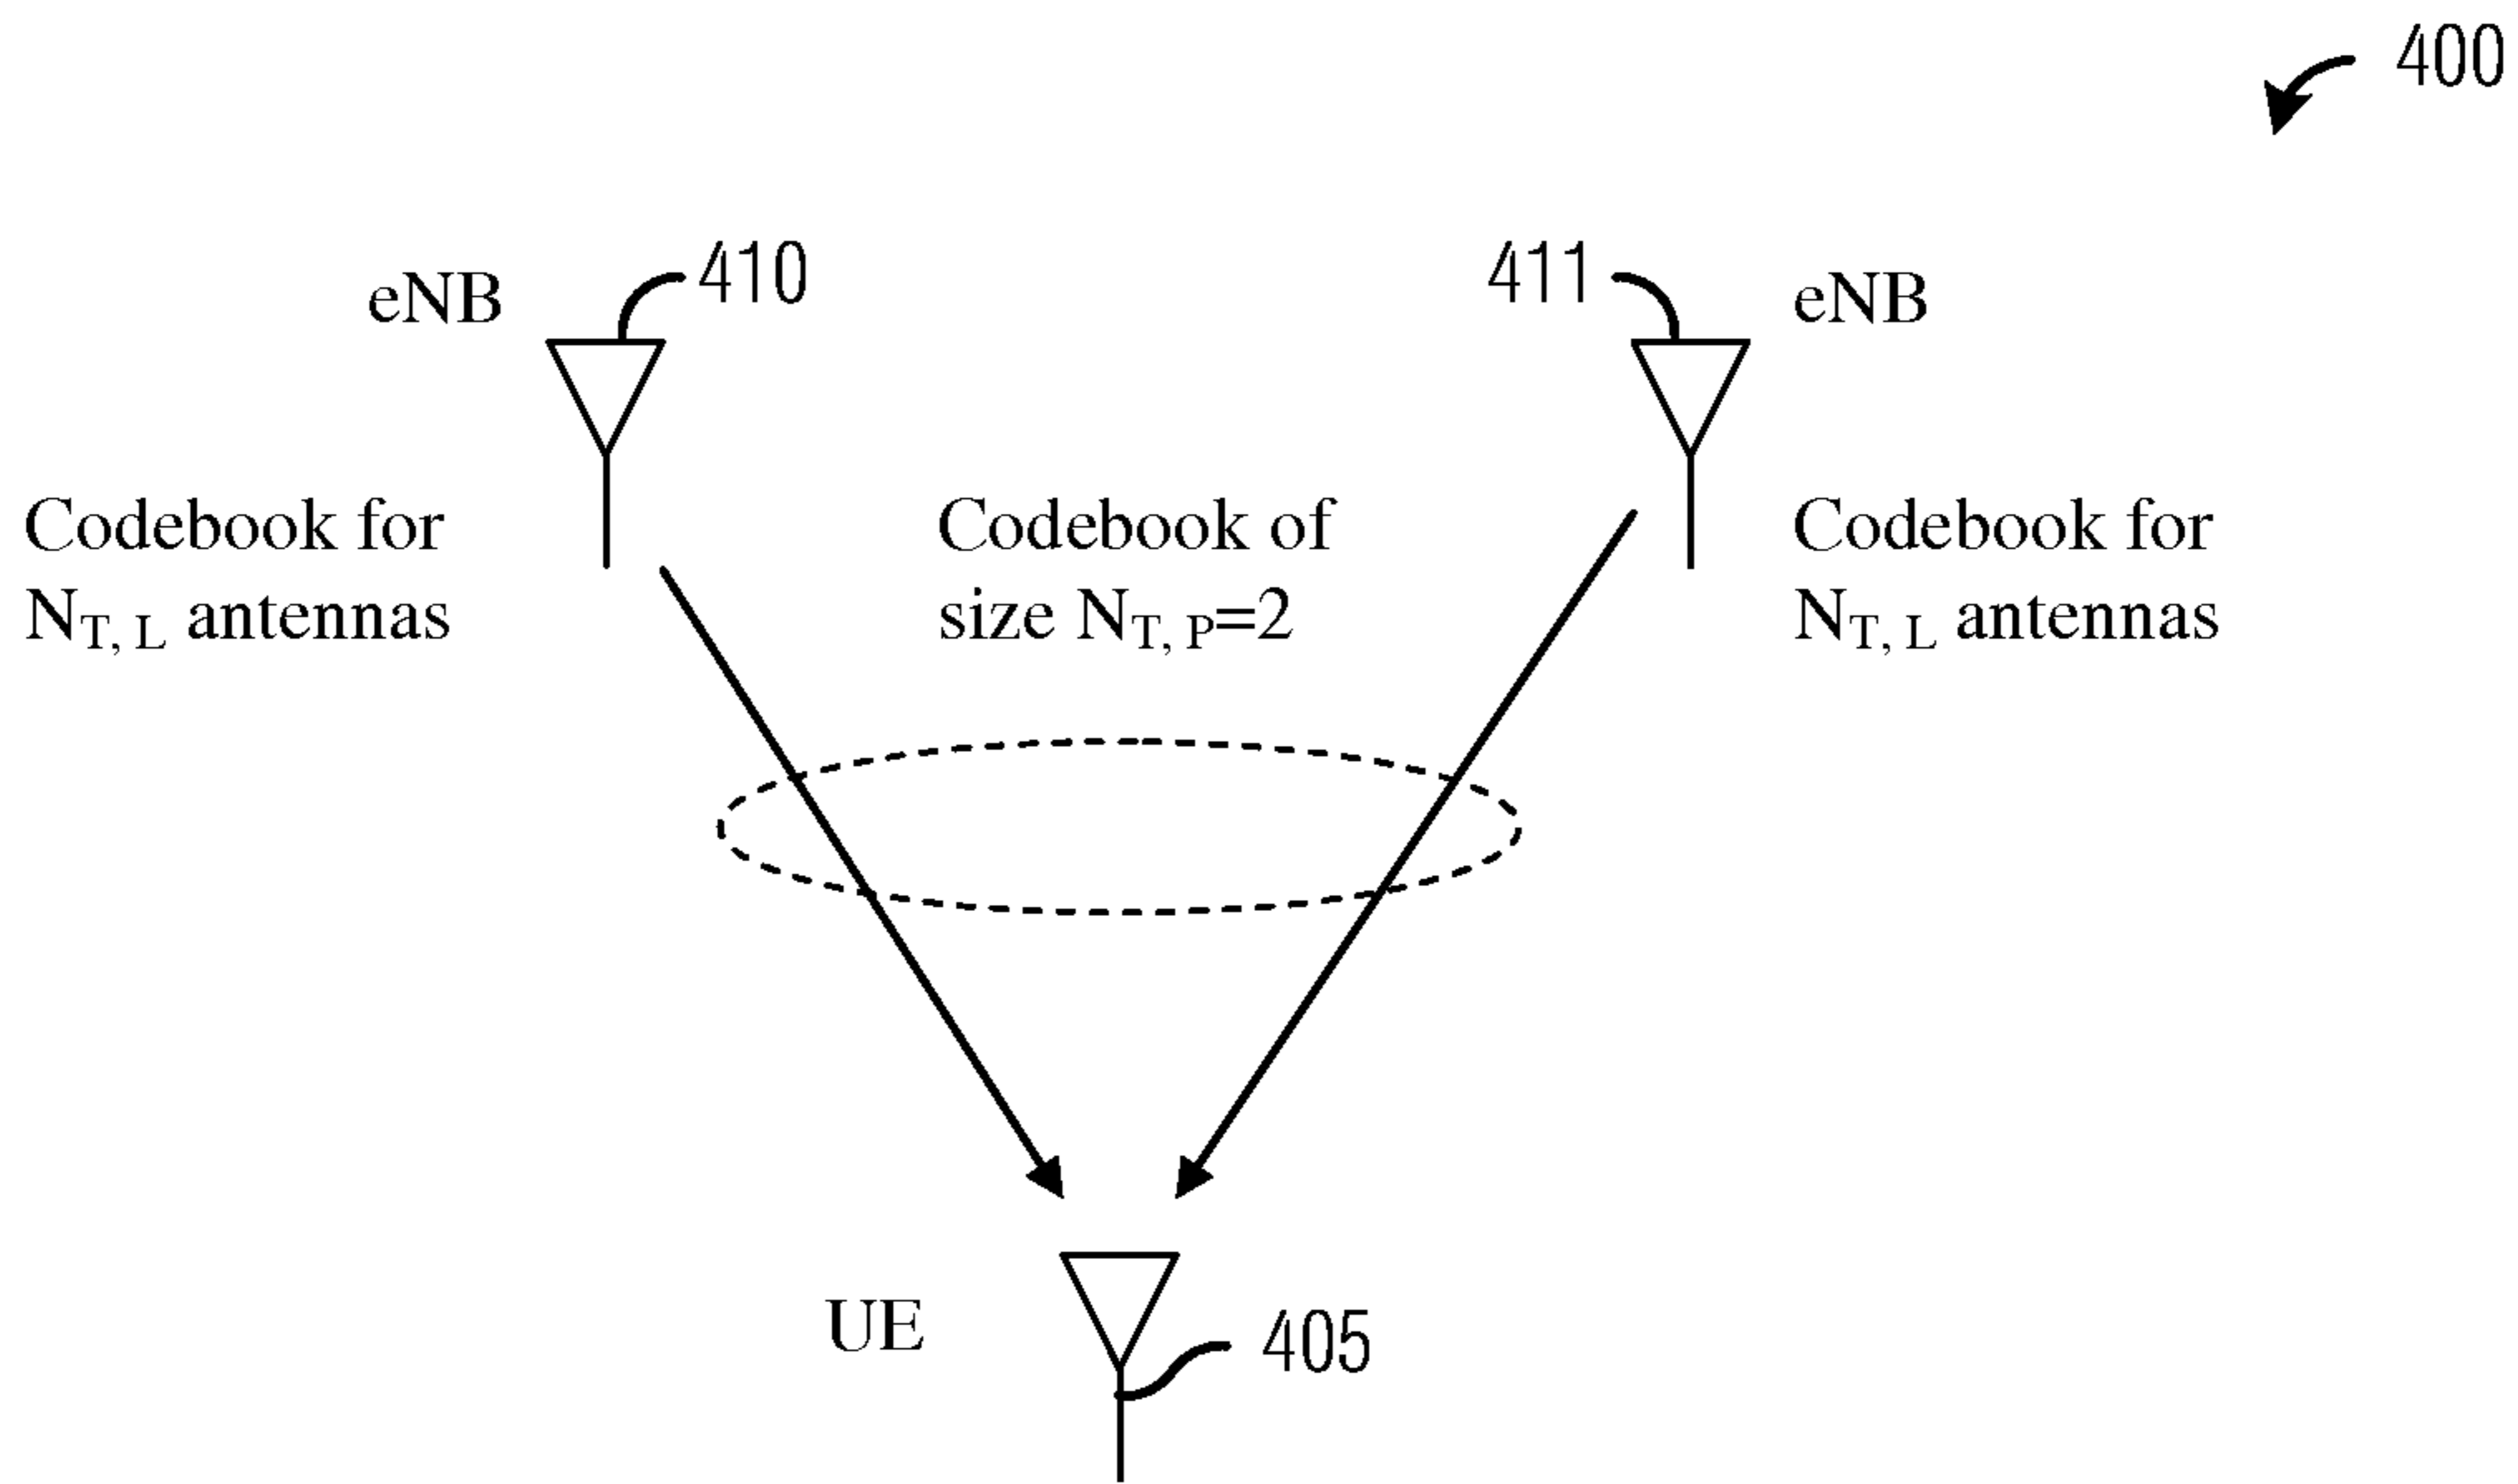 400
eNB
410
411
eNB
Codebook for
N_T, L antennas
Codebook of
size N_T, P=2
Codebook for
N_T, L antennas
UE
405